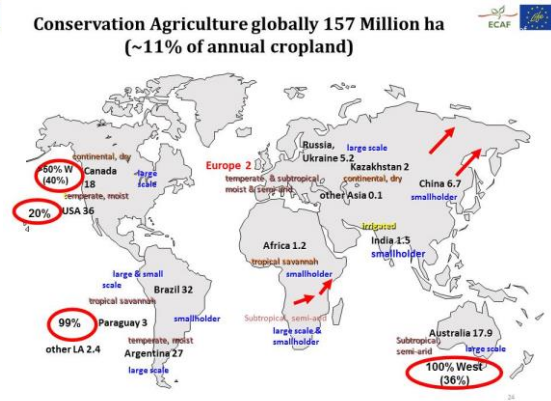 Conservation Agriculture globally 157 Million ha
(~11% of annual cropland)
ECAF
Life
continental, dry
>50% W
(40%)
Canada
18
large
scale
temperate, moist
20%
USA 36
Europe 2
temperate, & subtropical
moist & semi-arid
Russia,
Ukraine 5.2
large scale
Kazakhstan 2
continental, dry
other Asia 0.1
China 6.7
smallholder
irrigated
India 1.5
smallholder
Africa 1.2
tropical savannah
smallholder
large & small
scale
Brazil 32
tropical savannah
99%
Paraguay 3
smallholder
other LA 2.4
temperate, moist
Argentina 27
large scale
Subtropical, semi-arid
large scale &
smallholder
Australia 17.9
Subtropical,
semi-arid
large scale
100% West
(36%)
24